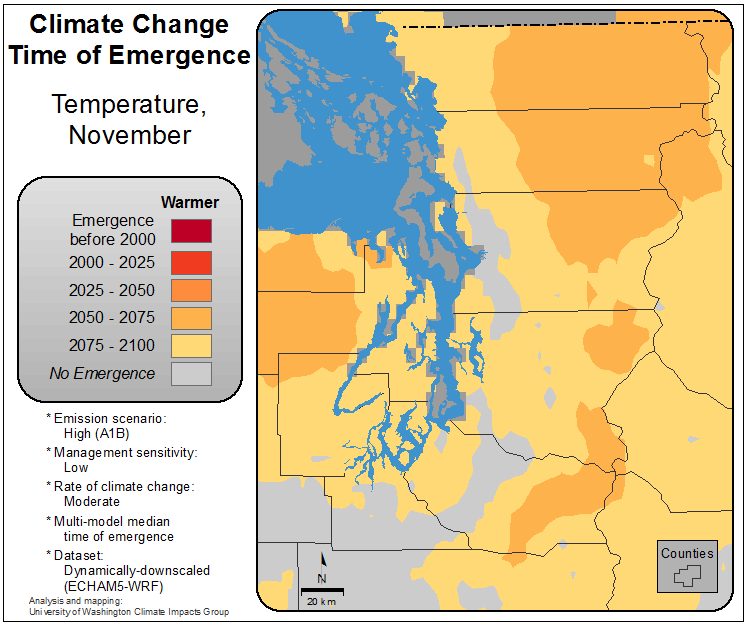 Climate Change
Time of Emergence
Temperature,
November
Warmer
Emergence
before 2000
2000 - 2025
2025 - 2050
2050 - 2075
2075 - 2100
No Emergence
* Emission scenario:
High (A1B)
* Management sensitivity:
Low
* Rate of climate change:
Moderate
* Multi-model median
time of emergence
* Dataset:
Dynamically-downscaled
(ECHAM5-WRF)
Analysis and mapping:
University of Washington Climate Impacts Group
N
20 km
Counties